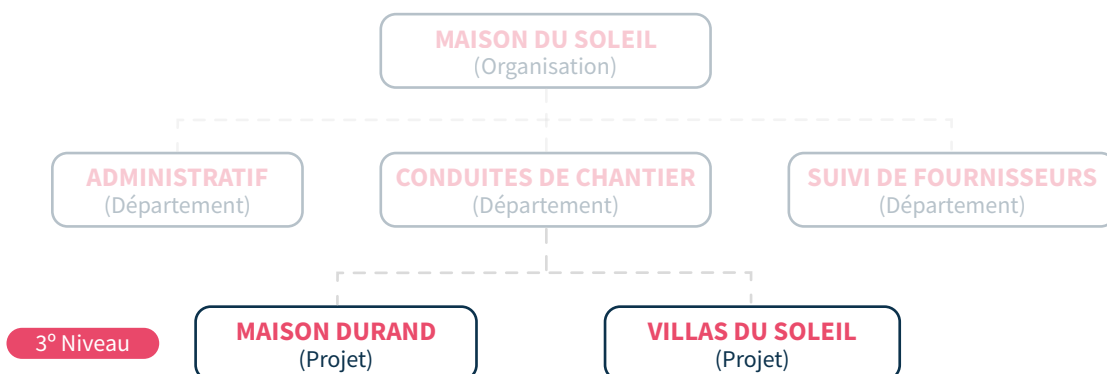 MAISON DU SOLEIL
(Organisation)
ADMINISTRATIF
(Département)
CONDUITES DE CHANTIER
(Département)
SUIVI DE FOURNISSEURS
(Département)
3º Niveau
MAISON DURAND
(Projet)
VILLAS DU SOLEIL
(Projet)